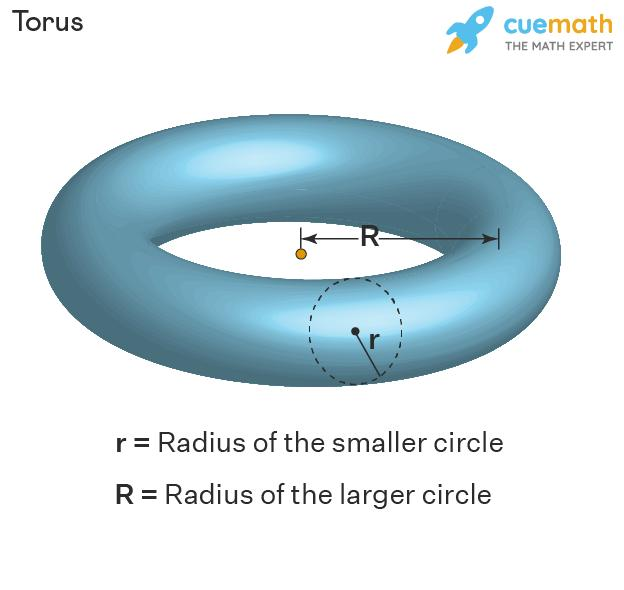 Torus
cuemath
THE MATH EXPERT
R
r
r = Radius of the smaller circle
R = Radius of the larger circle